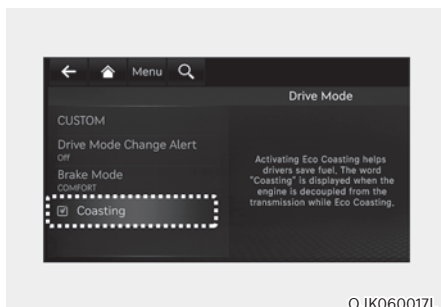 Menu
Drive Mode
CUSTOM
Drive Mode Change Alert
Off
Brake Mode
COMFORT
Coasting
Activating Eco Coasting helps
drivers save fuel. The word
"Coasting" is displayed when the
engine is decoupled from the
transmission while Eco Coasting.
OJK060017L